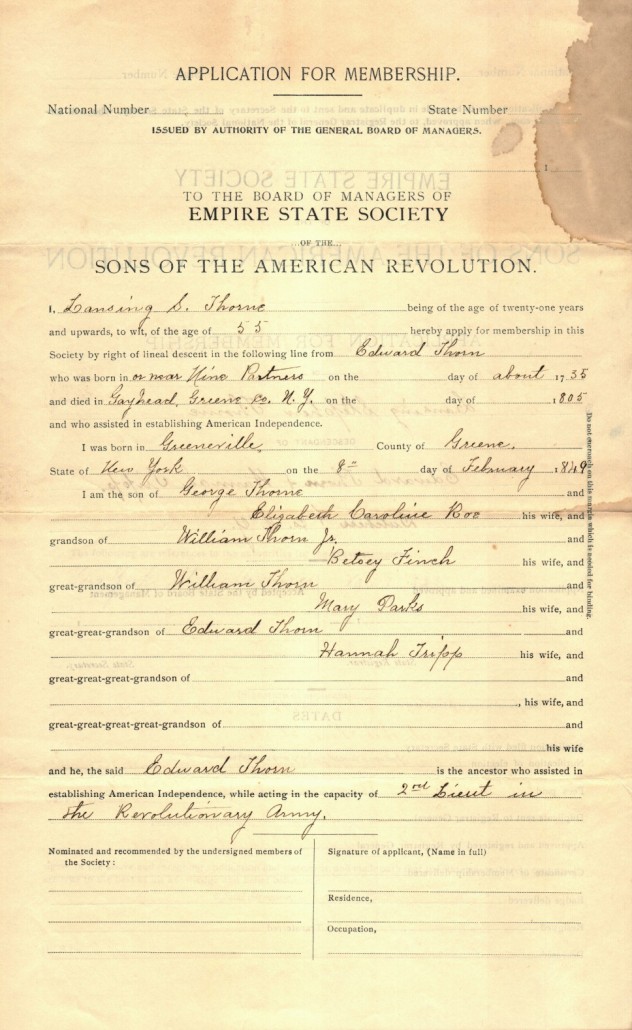 APPLICATION FOR MEMBERSHIP.
National Number State Number
ISSUED BY AUTHORITY OF THE GENERAL BOARD OF MANAGERS.
TO THE BOARD OF MANAGERS OF
EMPIRE STATE SOCIETY
...OF THE...
SONS OF THE AMERICAN REVOLUTION.
I, Lansing S. Thorne being of the age of twenty-one years
and upwards, to wit, of the age of 55 hereby apply for membership in this
Society by right of lineal descent in the following line from Edward Thorn
who was born in or near Nine Partners on the day of about 1735
and died in Gayhead, Greene Co. N.Y. on the day of 1805
and who assisted in establishing American Independence.
I was born in Greeneville, County of Greene,
State of New York on the 8th day of February 1849
I am the son of George Thorne and
Elizabeth Caroline Roe his wife, and
grandson of William Thorn Jr. and
Betsey Finch his wife, and
great-grandson of William Thorn and
Mary Parks his wife, and
great-great-grandson of Edward Thorn and
Hannah Tripp his wife, and
great-great-great-grandson of and
, his wife, and
great-great-great-great-grandson of and
his wife
and he, the said Edward Thorn is the ancestor who assisted in
establishing American Independence, while acting in the capacity of 2nd Lieut in
the Revolutionary Army.
Nominated and recommended by the undersigned members of
the Society:
Signature of applicant, (Name in full)
Residence,
Occupation,
Do not encroach on this margin which is needed for binding.